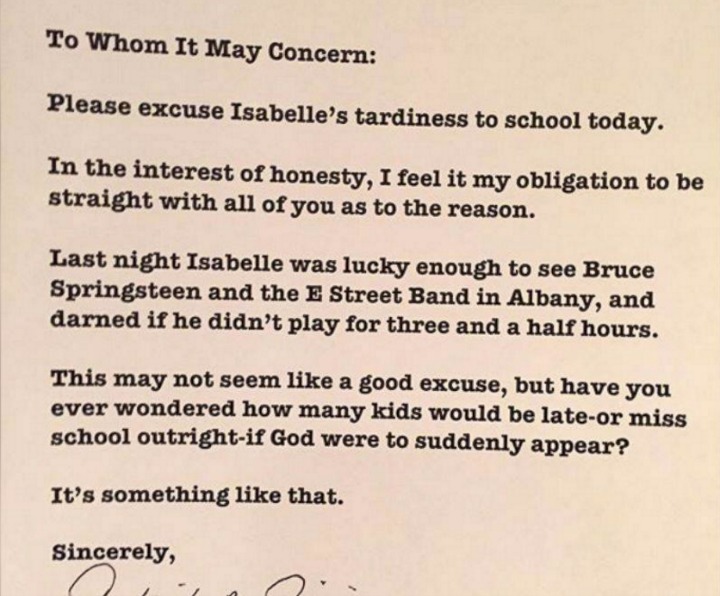 To Whom It May Concern:
Please excuse Isabelle's tardiness to school today.
In the interest of honesty, I feel it my obligation to be
straight with all of you as to the reason.
Last night Isabelle was lucky enough to see Bruce
Springsteen and the E Street Band in Albany, and
darned if he didn't play for three and a half hours.
This may not seem like a good excuse, but have you
ever wondered how many kids would be late-or miss
school outright-if God were to suddenly appear?
It's something like that.
Sincerely,